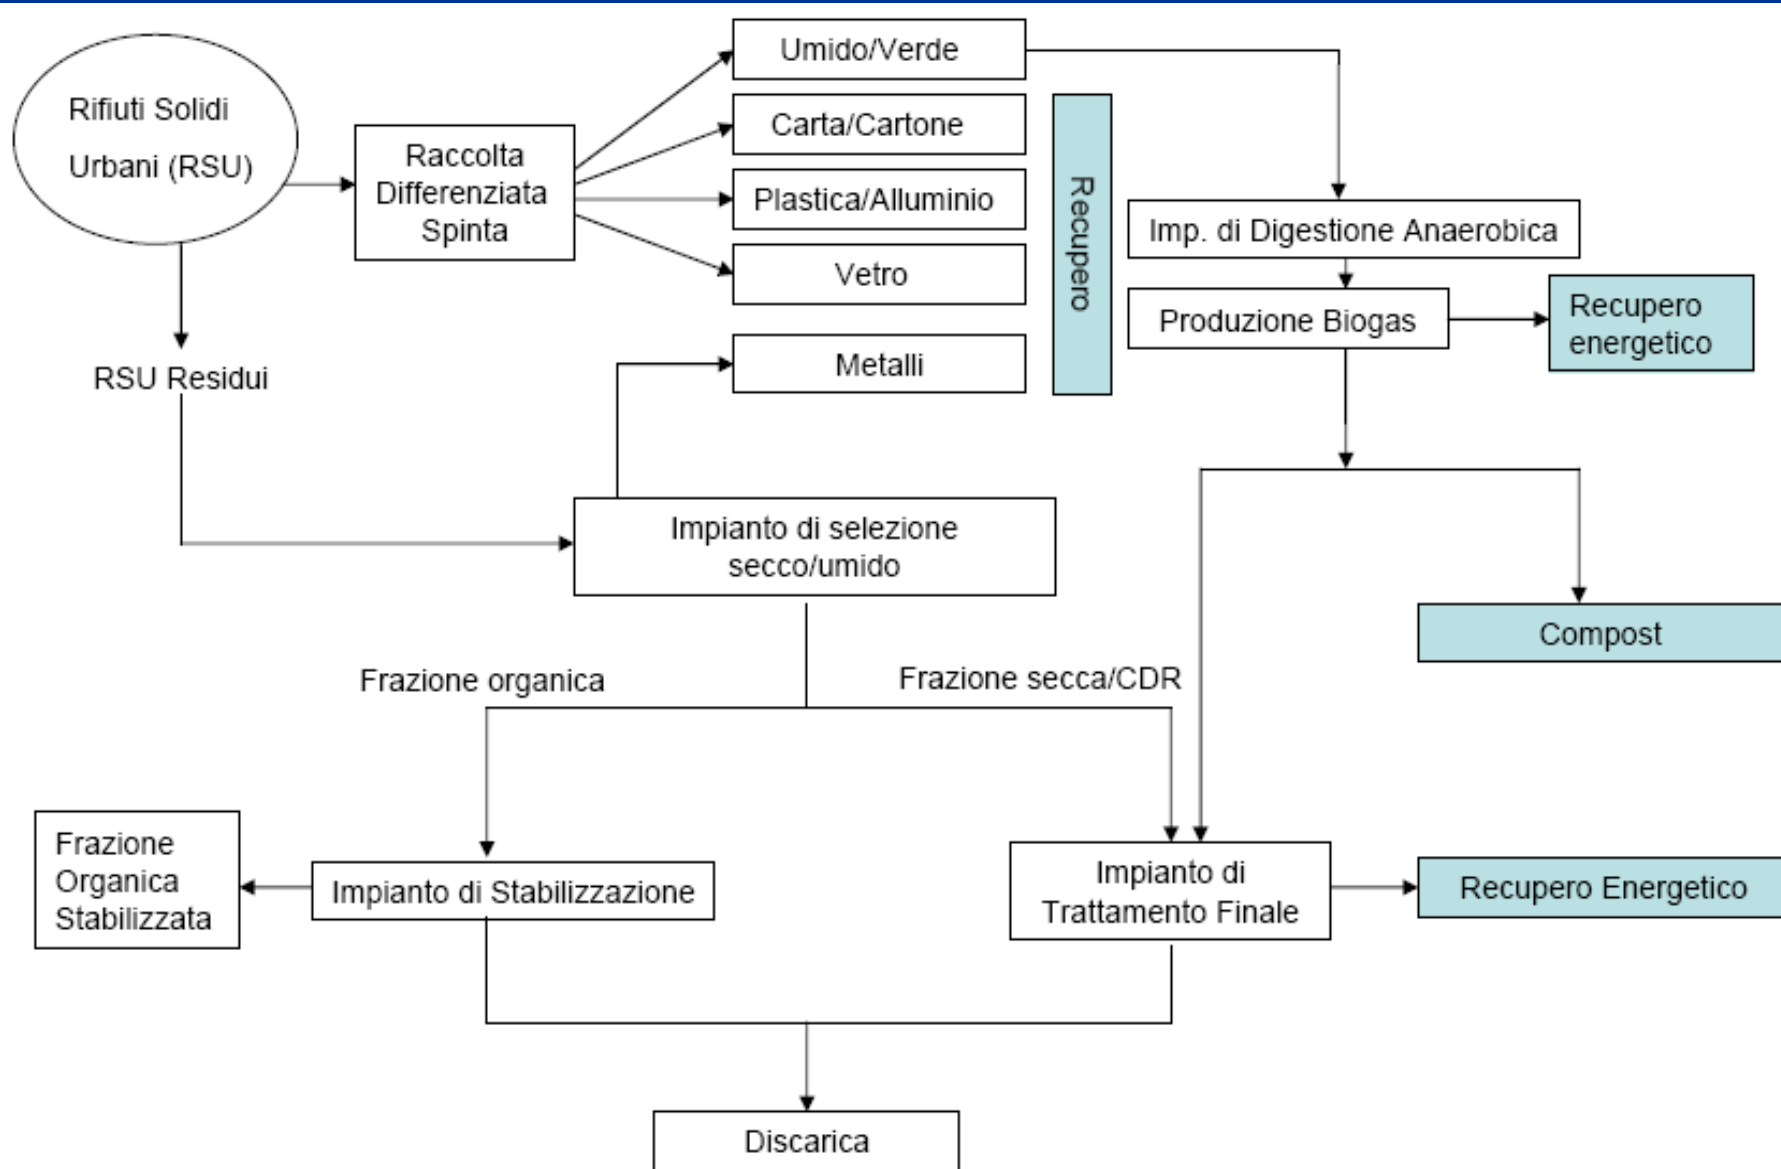 Rifiuti Solidi
Urbani (RSU)
Raccolta
Differenziata
Spinta
Umido/Verde
Carta/Cartone
Plastica/Alluminio
Vetro
Metalli
Recupero
Imp. di Digestione Anaerobica
Produzione Biogas
Recupero
energetico
RSU Residui
Impianto di selezione
secco/umido
Compost
Frazione organica
Frazione secca/CDR
Frazione
Organica
Stabilizzata
Impianto di Stabilizzazione
Impianto di
Trattamento Finale
Recupero Energetico
Discarica